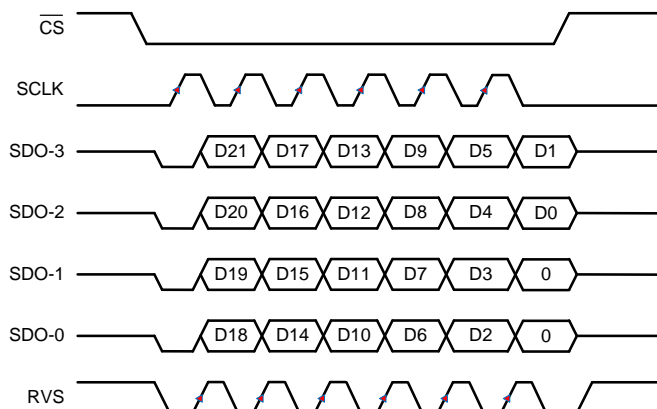 CS
SCLK
SDO-3 D21 D17 D13 D9 D5 D1
SDO-2 D20 D16 D12 D8 D4 D0
SDO-1 D19 D15 D11 D7 D3 0
SDO-0 D18 D14 D10 D6 D2 0
RVS